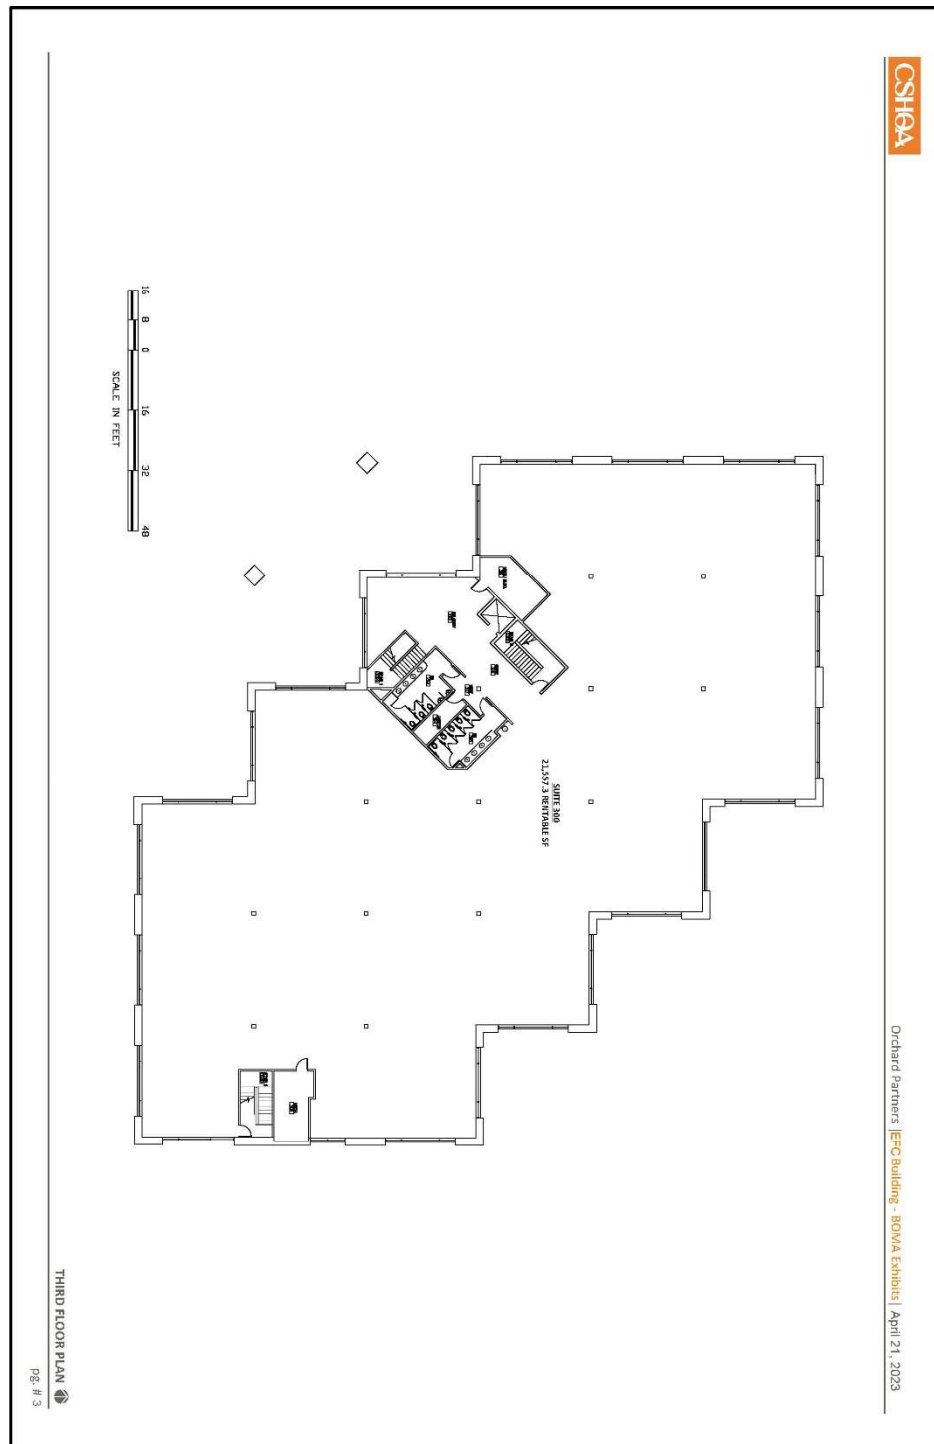 CSHQA
Orchard Partners |EFC Building - BOMA Exhibits| April 21, 2023
SUITE 300
21,557.3 RENTABLE SF
16 8 0 16 32 48
SCALE IN FEET
THIRD FLOOR PLAN
pg. # 3